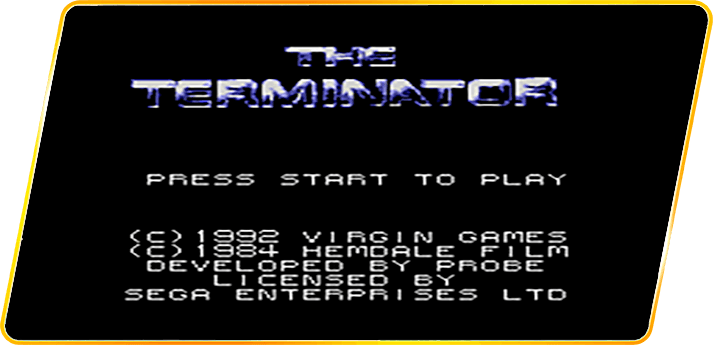 THE
TERMINATOR
PRESS START TO PLAY
(C)1992 VIRGIN GAMES
(C)1984 HEMDALE FILM
DEVELOPED BY PROBE
LICENSED BY
SEGA ENTERPRISES LTD